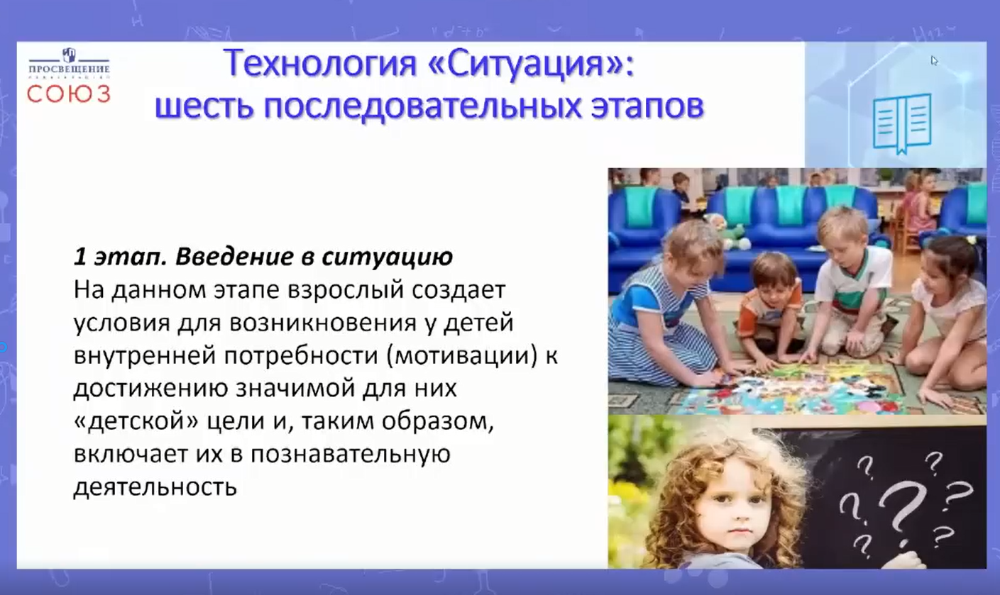 ПРОСВЕЩЕНИЕ
СОЮЗ
Технология «Ситуация»:
шесть последовательных этапов
1 этап. Введение в ситуацию
На данном этапе взрослый создает
условия для возникновения у детей
внутренней потребности (мотивации) к
достижению значимой для них
«детской» цели и, таким образом,
включает их в познавательную
деятельность
? ? ? ? ? ? ?